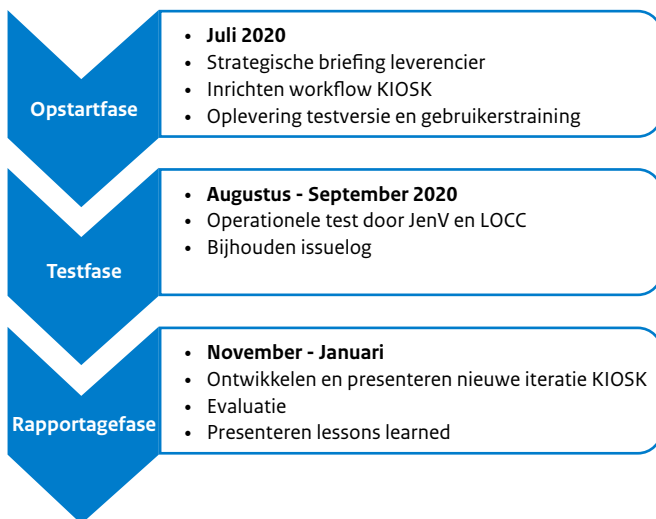 Opstartfase
• Juli 2020
• Strategische briefing leverencier
• Inrichten workflow KIOSK
• Oplevering testversie en gebruikerstraining
Testfase
• Augustus - September 2020
• Operationele test door JenV en LOCC
• Bijhouden issuelog
Rapportagefase
• November - Januari
• Ontwikkelen en presenteren nieuwe iteratie KIOSK
• Evaluatie
• Presenteren lessons learned